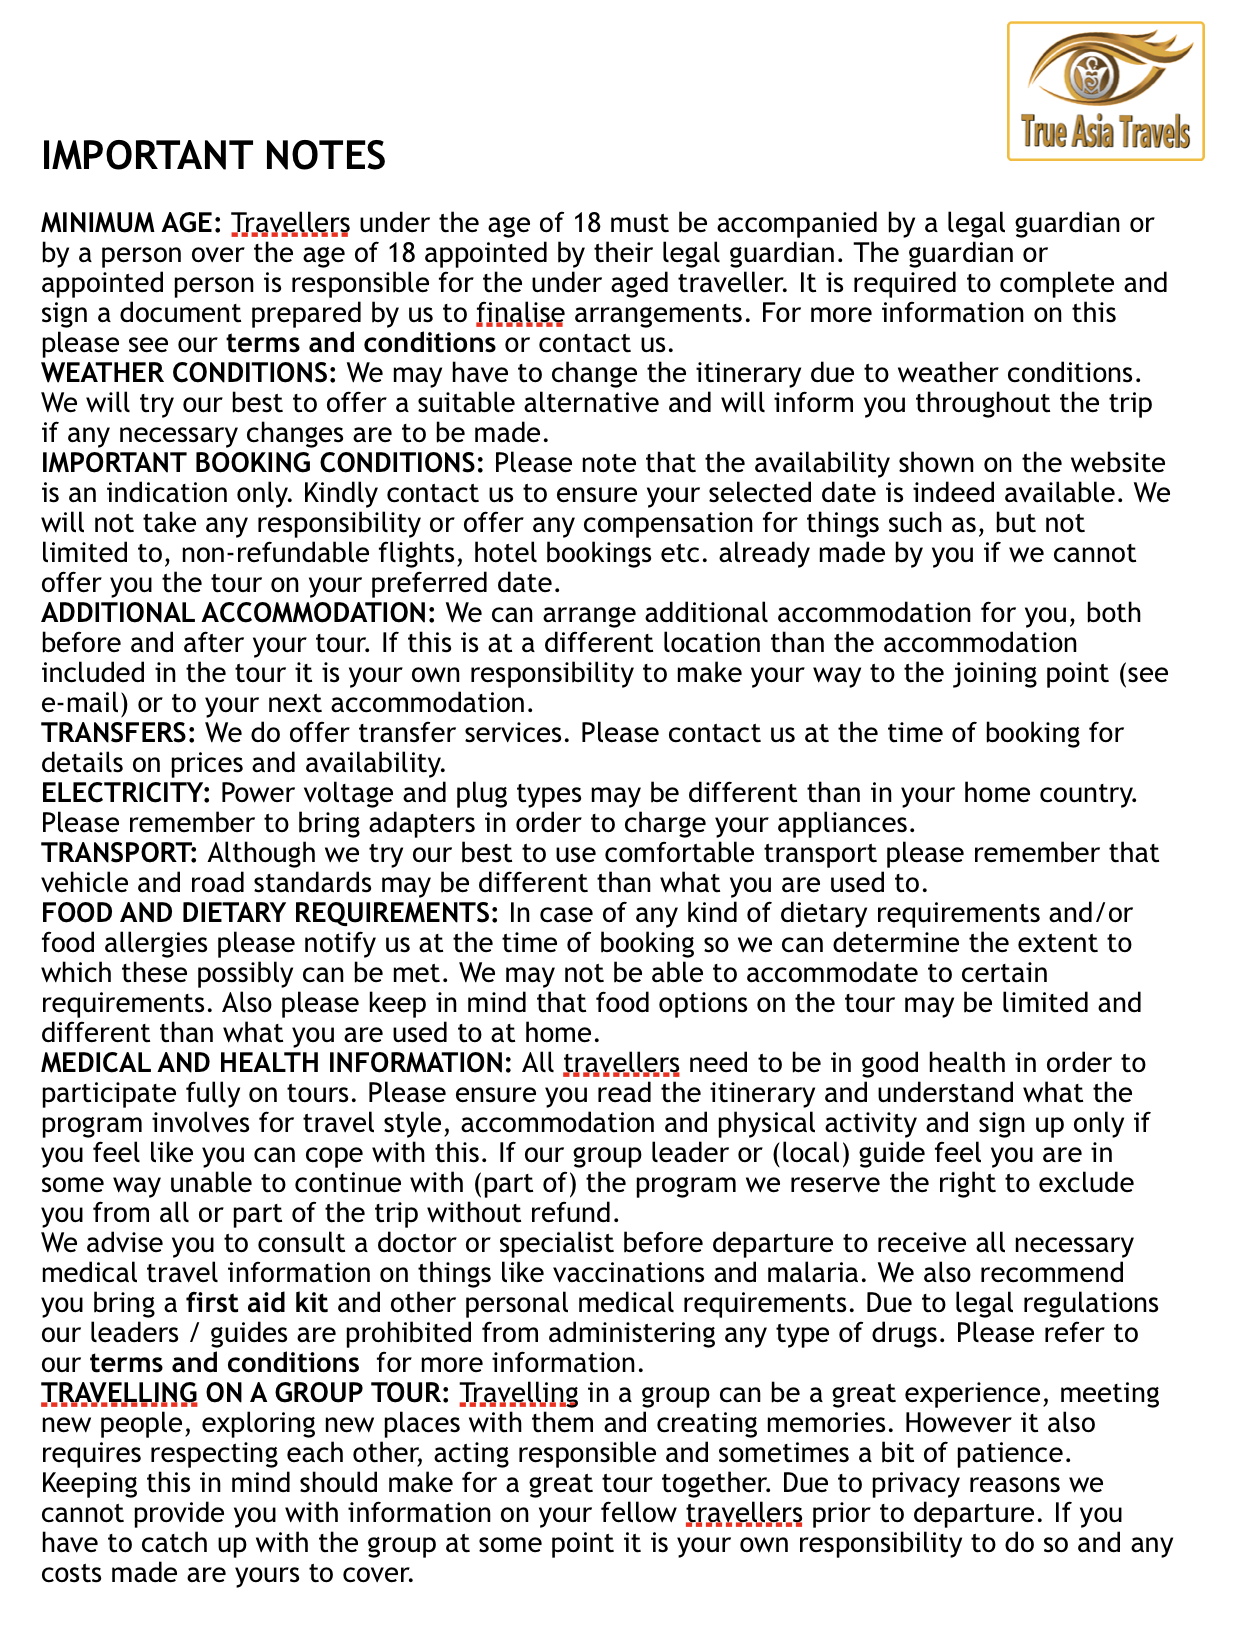 True Asia Travels
IMPORTANT NOTES
MINIMUM AGE: Travellers under the age of 18 must be accompanied by a legal guardian or
by a person over the age of 18 appointed by their legal guardian. The guardian or
appointed person is responsible for the under aged traveller. It is required to complete and
sign a document prepared by us to finalise arrangements. For more information on this
please see our terms and conditions or contact us.
WEATHER CONDITIONS: We may have to change the itinerary due to weather conditions.
We will try our best to offer a suitable alternative and will inform you throughout the trip
if any necessary changes are to be made.
IMPORTANT BOOKING CONDITIONS: Please note that the availability shown on the website
is an indication only. Kindly contact us to ensure your selected date is indeed available. We
will not take any responsibility or offer any compensation for things such as, but not
limited to, non-refundable flights, hotel bookings etc. already made by you if we cannot
offer you the tour on your preferred date.
ADDITIONAL ACCOMMODATION: We can arrange additional accommodation for you, both
before and after your tour. If this is at a different location than the accommodation
included in the tour it is your own responsibility to make your way to the joining point (see
e-mail) or to your next accommodation.
TRANSFERS: We do offer transfer services. Please contact us at the time of booking for
details on prices and availability.
ELECTRICITY: Power voltage and plug types may be different than in your home country.
Please remember to bring adapters in order to charge your appliances.
TRANSPORT: Although we try our best to use comfortable transport please remember that
vehicle and road standards may be different than what you are used to.
FOOD AND DIETARY REQUIREMENTS: In case of any kind of dietary requirements and/or
food allergies please notify us at the time of booking so we can determine the extent to
which these possibly can be met. We may not be able to accommodate to certain
requirements. Also please keep in mind that food options on the tour may be limited and
different than what you are used to at home.
MEDICAL AND HEALTH INFORMATION: All travellers need to be in good health in order to
participate fully on tours. Please ensure you read the itinerary and understand what the
program involves for travel style, accommodation and physical activity and sign up only if
you feel like you can cope with this. If our group leader or (local) guide feel you are in
some way unable to continue with (part of) the program we reserve the right to exclude
you from all or part of the trip without refund.
We advise you to consult a doctor or specialist before departure to receive all necessary
medical travel information on things like vaccinations and malaria. We also recommend
you bring a first aid kit and other personal medical requirements. Due to legal regulations
our leaders / guides are prohibited from administering any type of drugs. Please refer to
our terms and conditions  for more information.
TRAVELLING ON A GROUP TOUR: Travelling in a group can be a great experience, meeting
new people, exploring new places with them and creating memories. However it also
requires respecting each other, acting responsible and sometimes a bit of patience.
Keeping this in mind should make for a great tour together. Due to privacy reasons we
cannot provide you with information on your fellow travellers prior to departure. If you
have to catch up with the group at some point it is your own responsibility to do so and any
costs made are yours to cover.